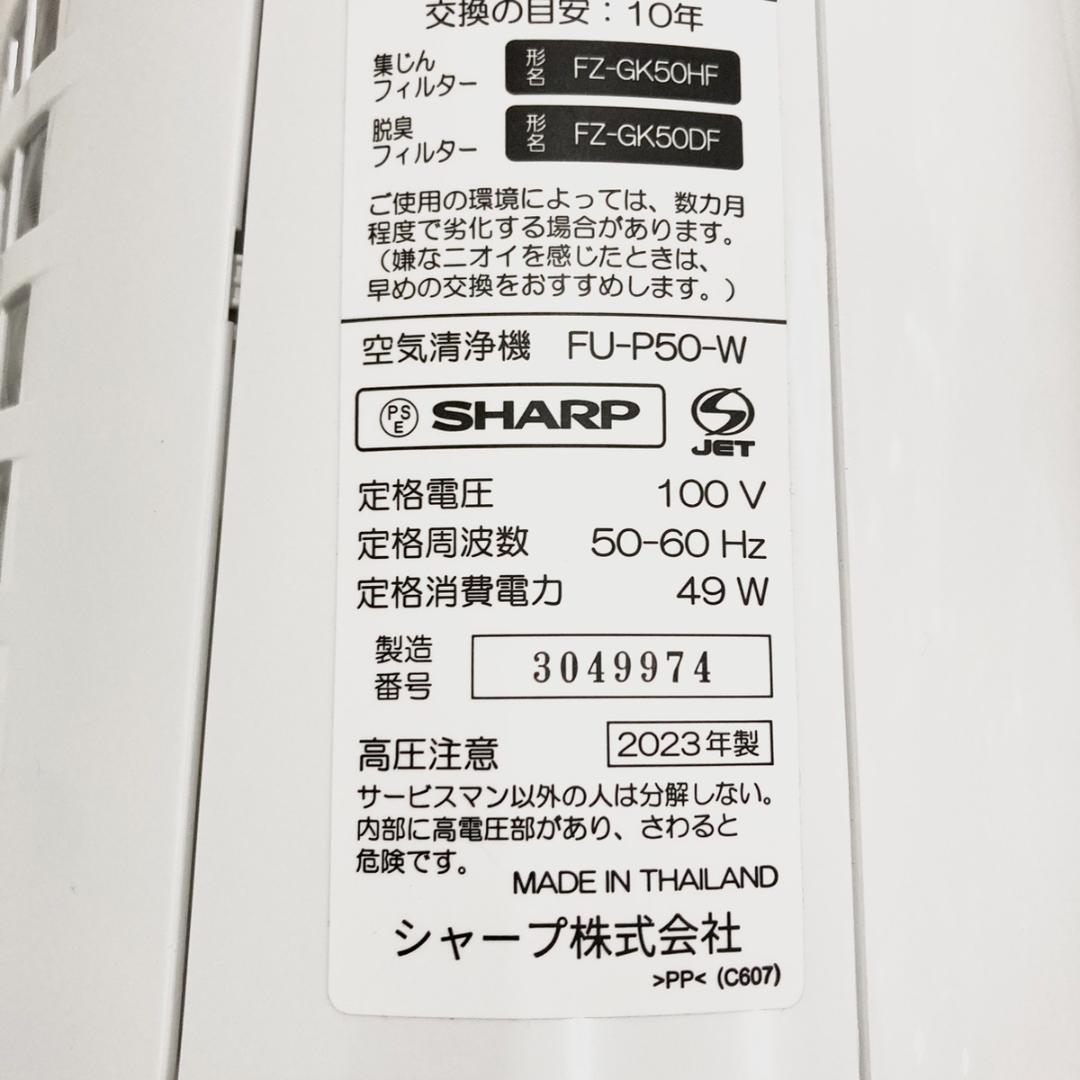 交換の目安：10年
集じん
フィルター
形名 FZ-GK50HF
脱臭
フィルター
形名 FZ-GK50DF
ご使用の環境によっては、数カ月
程度で劣化する場合があります。
（嫌なニオイを感じたときは、
早めの交換をおすすめします。）
空気清浄機 FU-P50-W
PSE SHARP
JET
定格電圧 100 V
定格周波数 50-60 Hz
定格消費電力 49 W
製造
番号
3049974
高圧注意 2023年製
サービスマン以外の人は分解しない。
内部に高電圧部があり、さわると
危険です。
MADE IN THAILAND
シャープ株式会社
>PP< (C607)